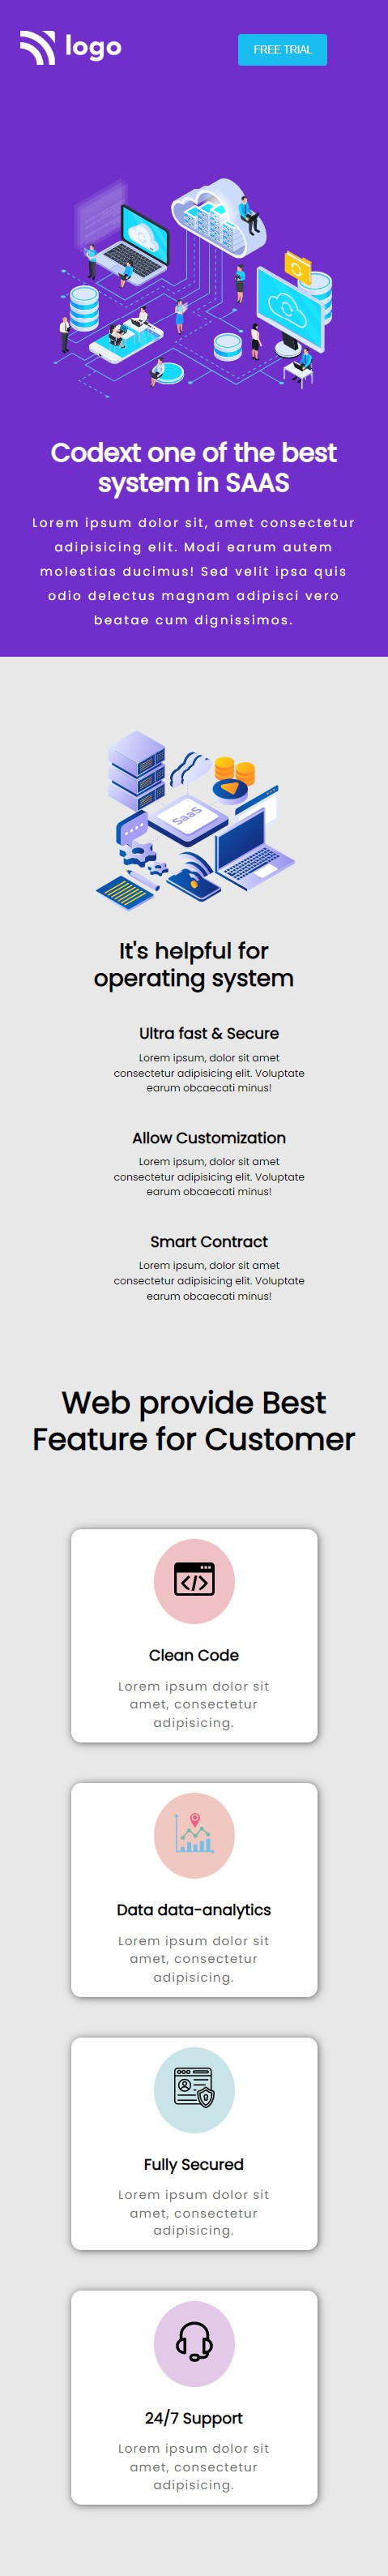 logo
FREE TRIAL
Codext one of the best
system in SAAS
Lorem ipsum dolor sit, amet consectetur
adipisicing elit. Modi earum autem
molestias ducimus! Sed velit ipsa quis
odio delectus magnam adipisci vero
beatae cum dignissimos.
SaaS
It's helpful for
operating system
Ultra fast & Secure
Lorem ipsum, dolor sit amet
consectetur adipisicing elit. Voluptate
earum obcaecati minus!
Allow Customization
Lorem ipsum, dolor sit amet
consectetur adipisicing elit. Voluptate
earum obcaecati minus!
Smart Contract
Lorem ipsum, dolor sit amet
consectetur adipisicing elit. Voluptate
earum obcaecati minus!
Web provide Best
Feature for Customer
Clean Code
Lorem ipsum dolor sit
amet, consectetur
adipisicing.
Data data-analytics
Lorem ipsum dolor sit
amet, consectetur
adipisicing.
Fully Secured
Lorem ipsum dolor sit
amet, consectetur
adipisicing.
24/7 Support
Lorem ipsum dolor sit
amet, consectetur
adipisicing.